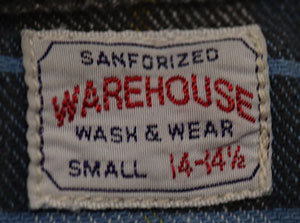 SANFORIZED
WAREHOUSE
WASH & WEAR
SMALL 14-14½